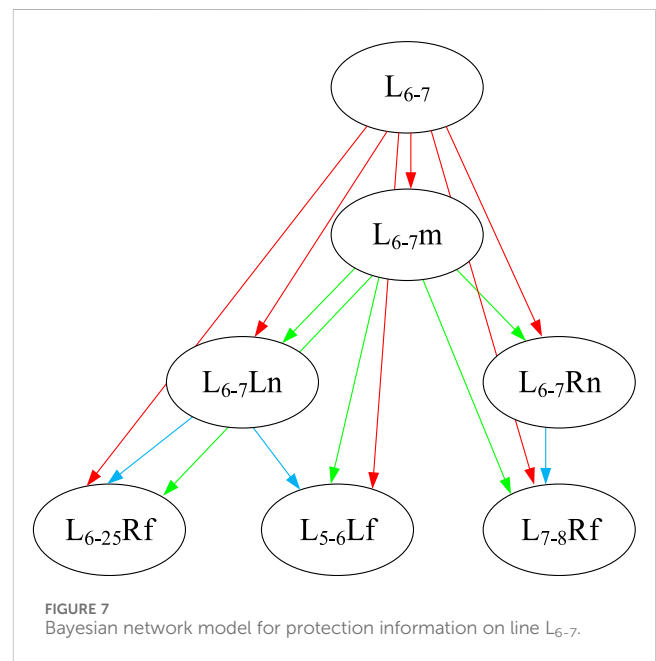 L₆₋₇
L₆₋₇m
L₆₋₇Ln
L₆₋₇Rn
L₆₋₂₅Rf
L₅₋₆Lf
L₇₋₈Rf
FIGURE 7
Bayesian network model for protection information on line L₆₋₇.